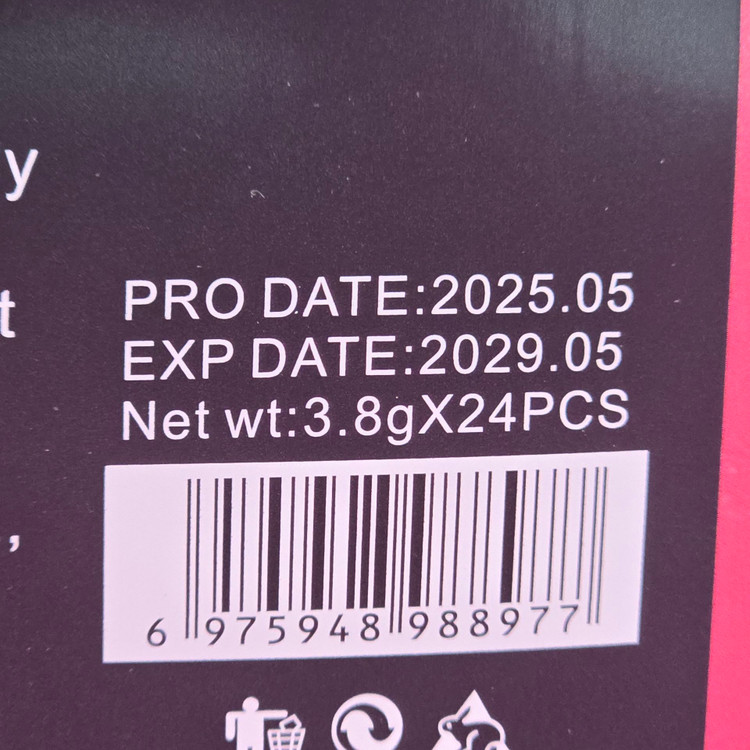 y
t
PRO DATE:2025.05
EXP DATE:2029.05
Net wt:3.8gX24PCS
,
6 975948 988977